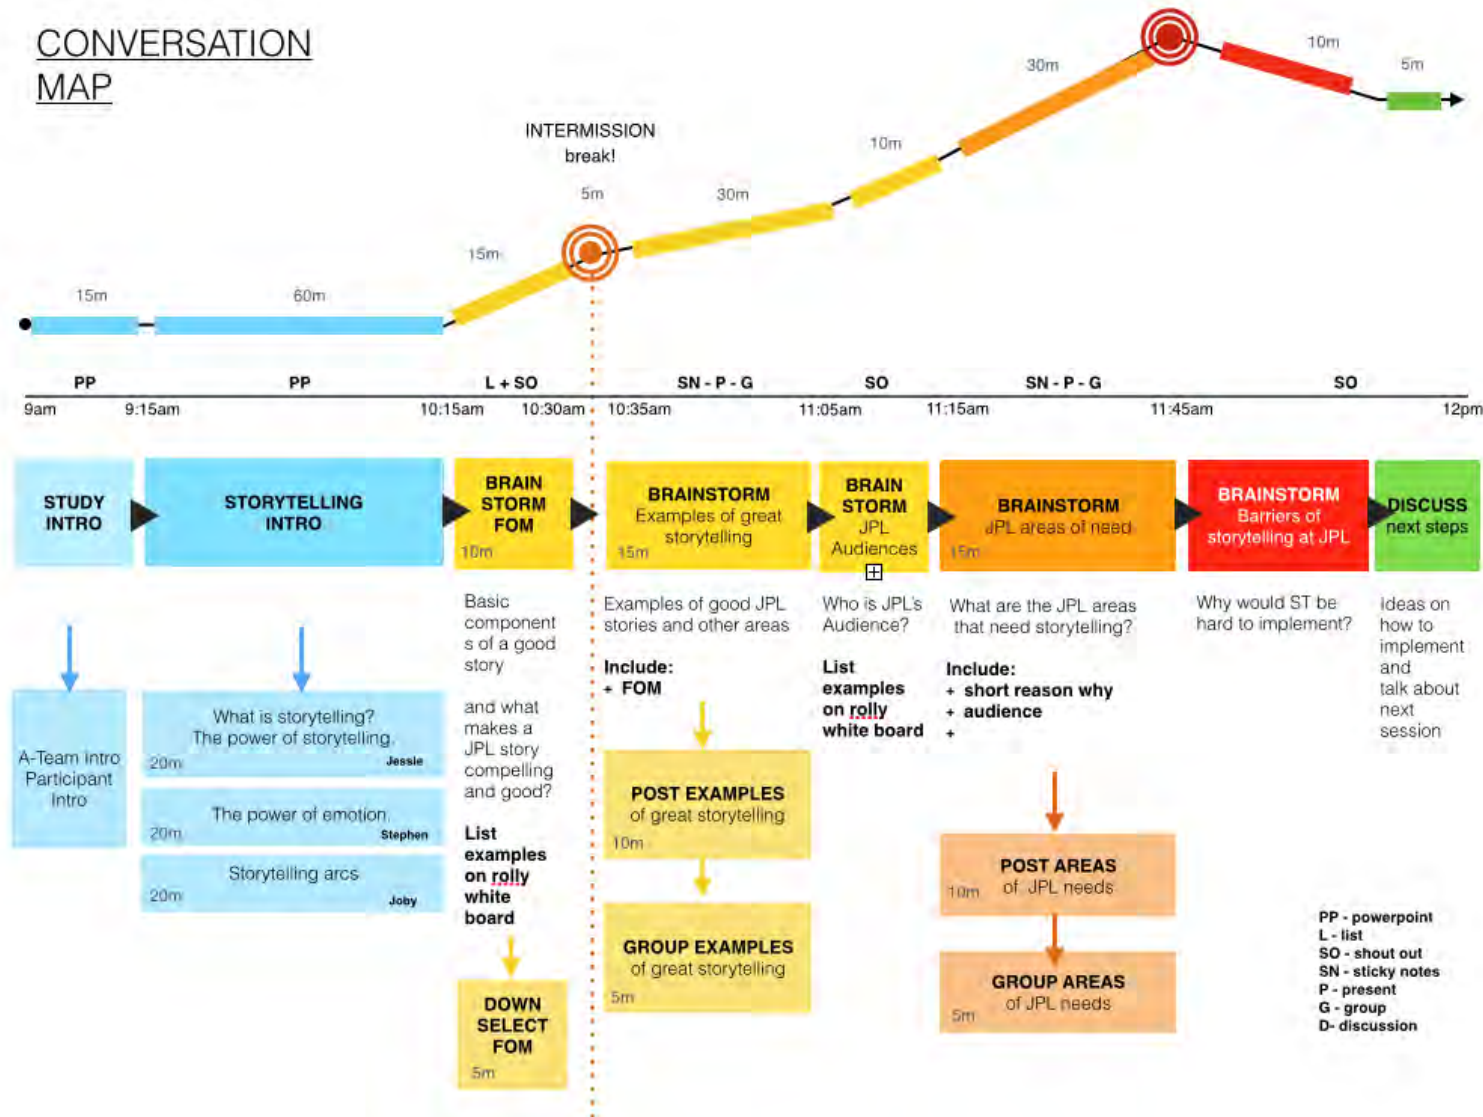 CONVERSATION
MAP
10m
5m
30m
INTERMISSION
break!
10m
5m
30m
15m
15m
60m
PP
PP
L + SO
SN - P - G
SO
SN - P - G
SO
9am
9:15am
10:15am
10:30am
10:35am
11:05am
11:15am
11:45am
12pm
STUDY
INTRO
STORYTELLING
INTRO
BRAIN
STORM
FOM
10m
BRAINSTORM
Examples of great
storytelling
15m
BRAIN
STORM
JPL
Audiences
BRAINSTORM
JPL areas of need
15m
BRAINSTORM
Barriers of
storytelling at JPL
DISCUSS
next steps
A-Team Intro
Participant
Intro
What is storytelling?
The power of storytelling
20m
Jessie
The power of emotion
20m
Stephen
Storytelling arcs
20m
Joby
Basic
component
s of a good
story
and what
makes a
JPL story
compelling
and good?
List
examples
on rolly
white
board
DOWN
SELECT
FOM
5m
Examples of good JPL
stories and other areas
Include:
+ FOM
POST EXAMPLES
of great storytelling
10m
GROUP EXAMPLES
of great storytelling
5m
Who is JPL's
Audience?
List
examples
on rolly
white board
What are the JPL areas
that need storytelling?
Include:
+ short reason why
+ audience
+
POST AREAS
of JPL needs
10m
GROUP AREAS
of JPL needs
5m
Why would ST be
hard to implement?
Ideas on
how to
implement
and
talk about
next
session
PP - powerpoint
L - list
SO - shout out
SN - sticky notes
P - present
G - group
D- discussion